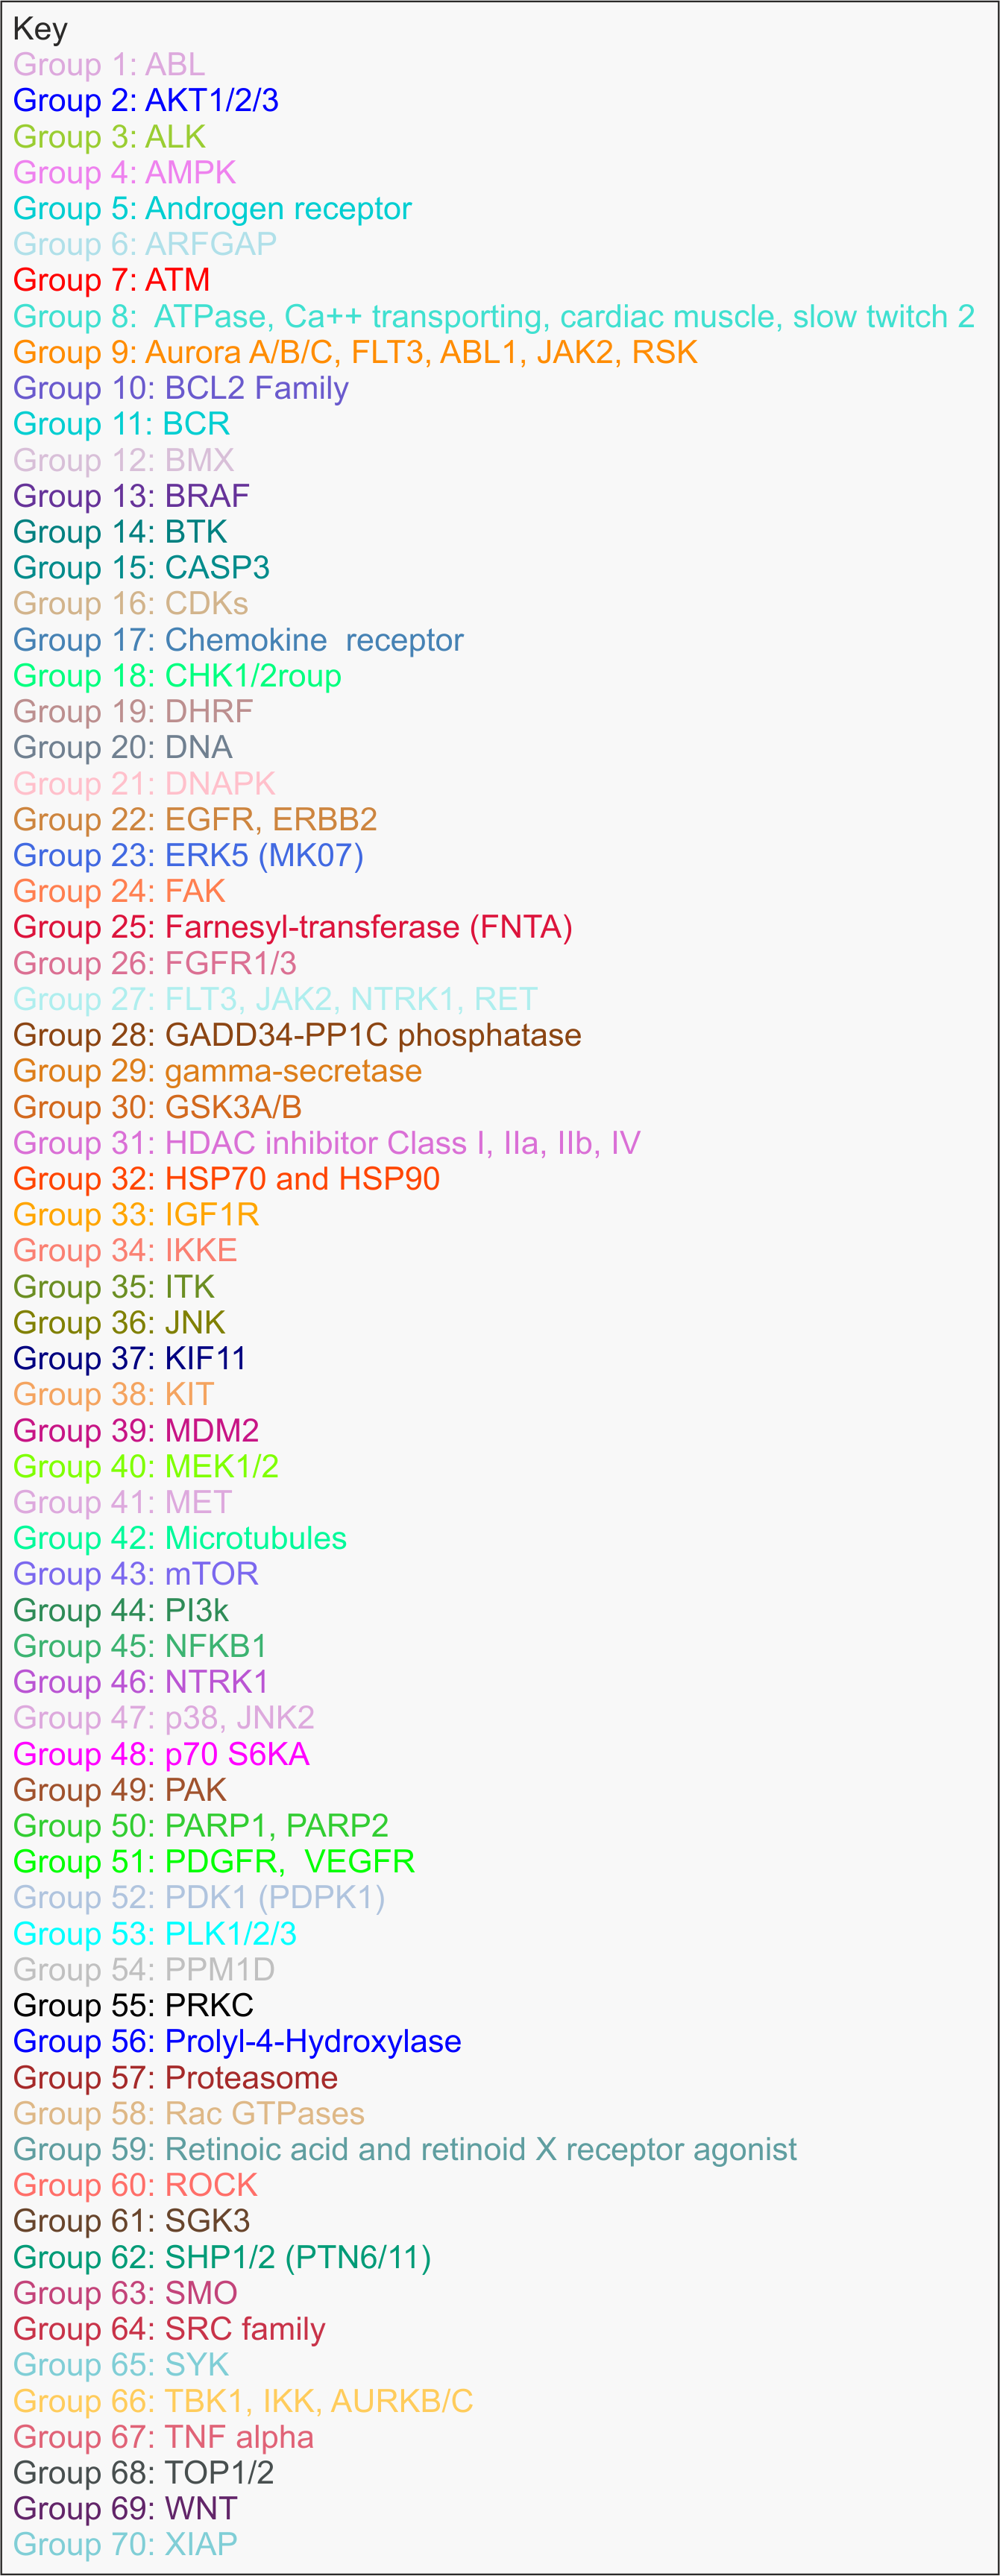 Key
Group 1: ABL
Group 2: AKT1/2/3
Group 3: ALK
Group 4: AMPK
Group 5: Androgen receptor
Group 6: ARFGAP
Group 7: ATM
Group 8:  ATPase, Ca++ transporting, cardiac muscle, slow twitch 2
Group 9: Aurora A/B/C, FLT3, ABL1, JAK2, RSK
Group 10: BCL2 Family
Group 11: BCR
Group 12: BMX
Group 13: BRAF
Group 14: BTK
Group 15: CASP3
Group 16: CDKs
Group 17: Chemokine  receptor
Group 18: CHK1/2roup
Group 19: DHRF
Group 20: DNA
Group 21: DNAPK
Group 22: EGFR, ERBB2
Group 23: ERK5 (MK07)
Group 24: FAK
Group 25: Farnesyl-transferase (FNTA)
Group 26: FGFR1/3
Group 27: FLT3, JAK2, NTRK1, RET
Group 28: GADD34-PP1C phosphatase
Group 29: gamma-secretase
Group 30: GSK3A/B
Group 31: HDAC inhibitor Class I, IIa, IIb, IV
Group 32: HSP70 and HSP90
Group 33: IGF1R
Group 34: IKKE
Group 35: ITK
Group 36: JNK
Group 37: KIF11
Group 38: KIT
Group 39: MDM2
Group 40: MEK1/2
Group 41: MET
Group 42: Microtubules
Group 43: mTOR
Group 44: PI3k
Group 45: NFKB1
Group 46: NTRK1
Group 47: p38, JNK2
Group 48: p70 S6KA
Group 49: PAK
Group 50: PARP1, PARP2
Group 51: PDGFR,  VEGFR
Group 52: PDK1 (PDPK1)
Group 53: PLK1/2/3
Group 54: PPM1D
Group 55: PRKC
Group 56: Prolyl-4-Hydroxylase
Group 57: Proteasome
Group 58: Rac GTPases
Group 59: Retinoic acid and retinoid X receptor agonist
Group 60: ROCK
Group 61: SGK3
Group 62: SHP1/2 (PTN6/11)
Group 63: SMO
Group 64: SRC family
Group 65: SYK
Group 66: TBK1, IKK, AURKB/C
Group 67: TNF alpha
Group 68: TOP1/2
Group 69: WNT
Group 70: XIAP